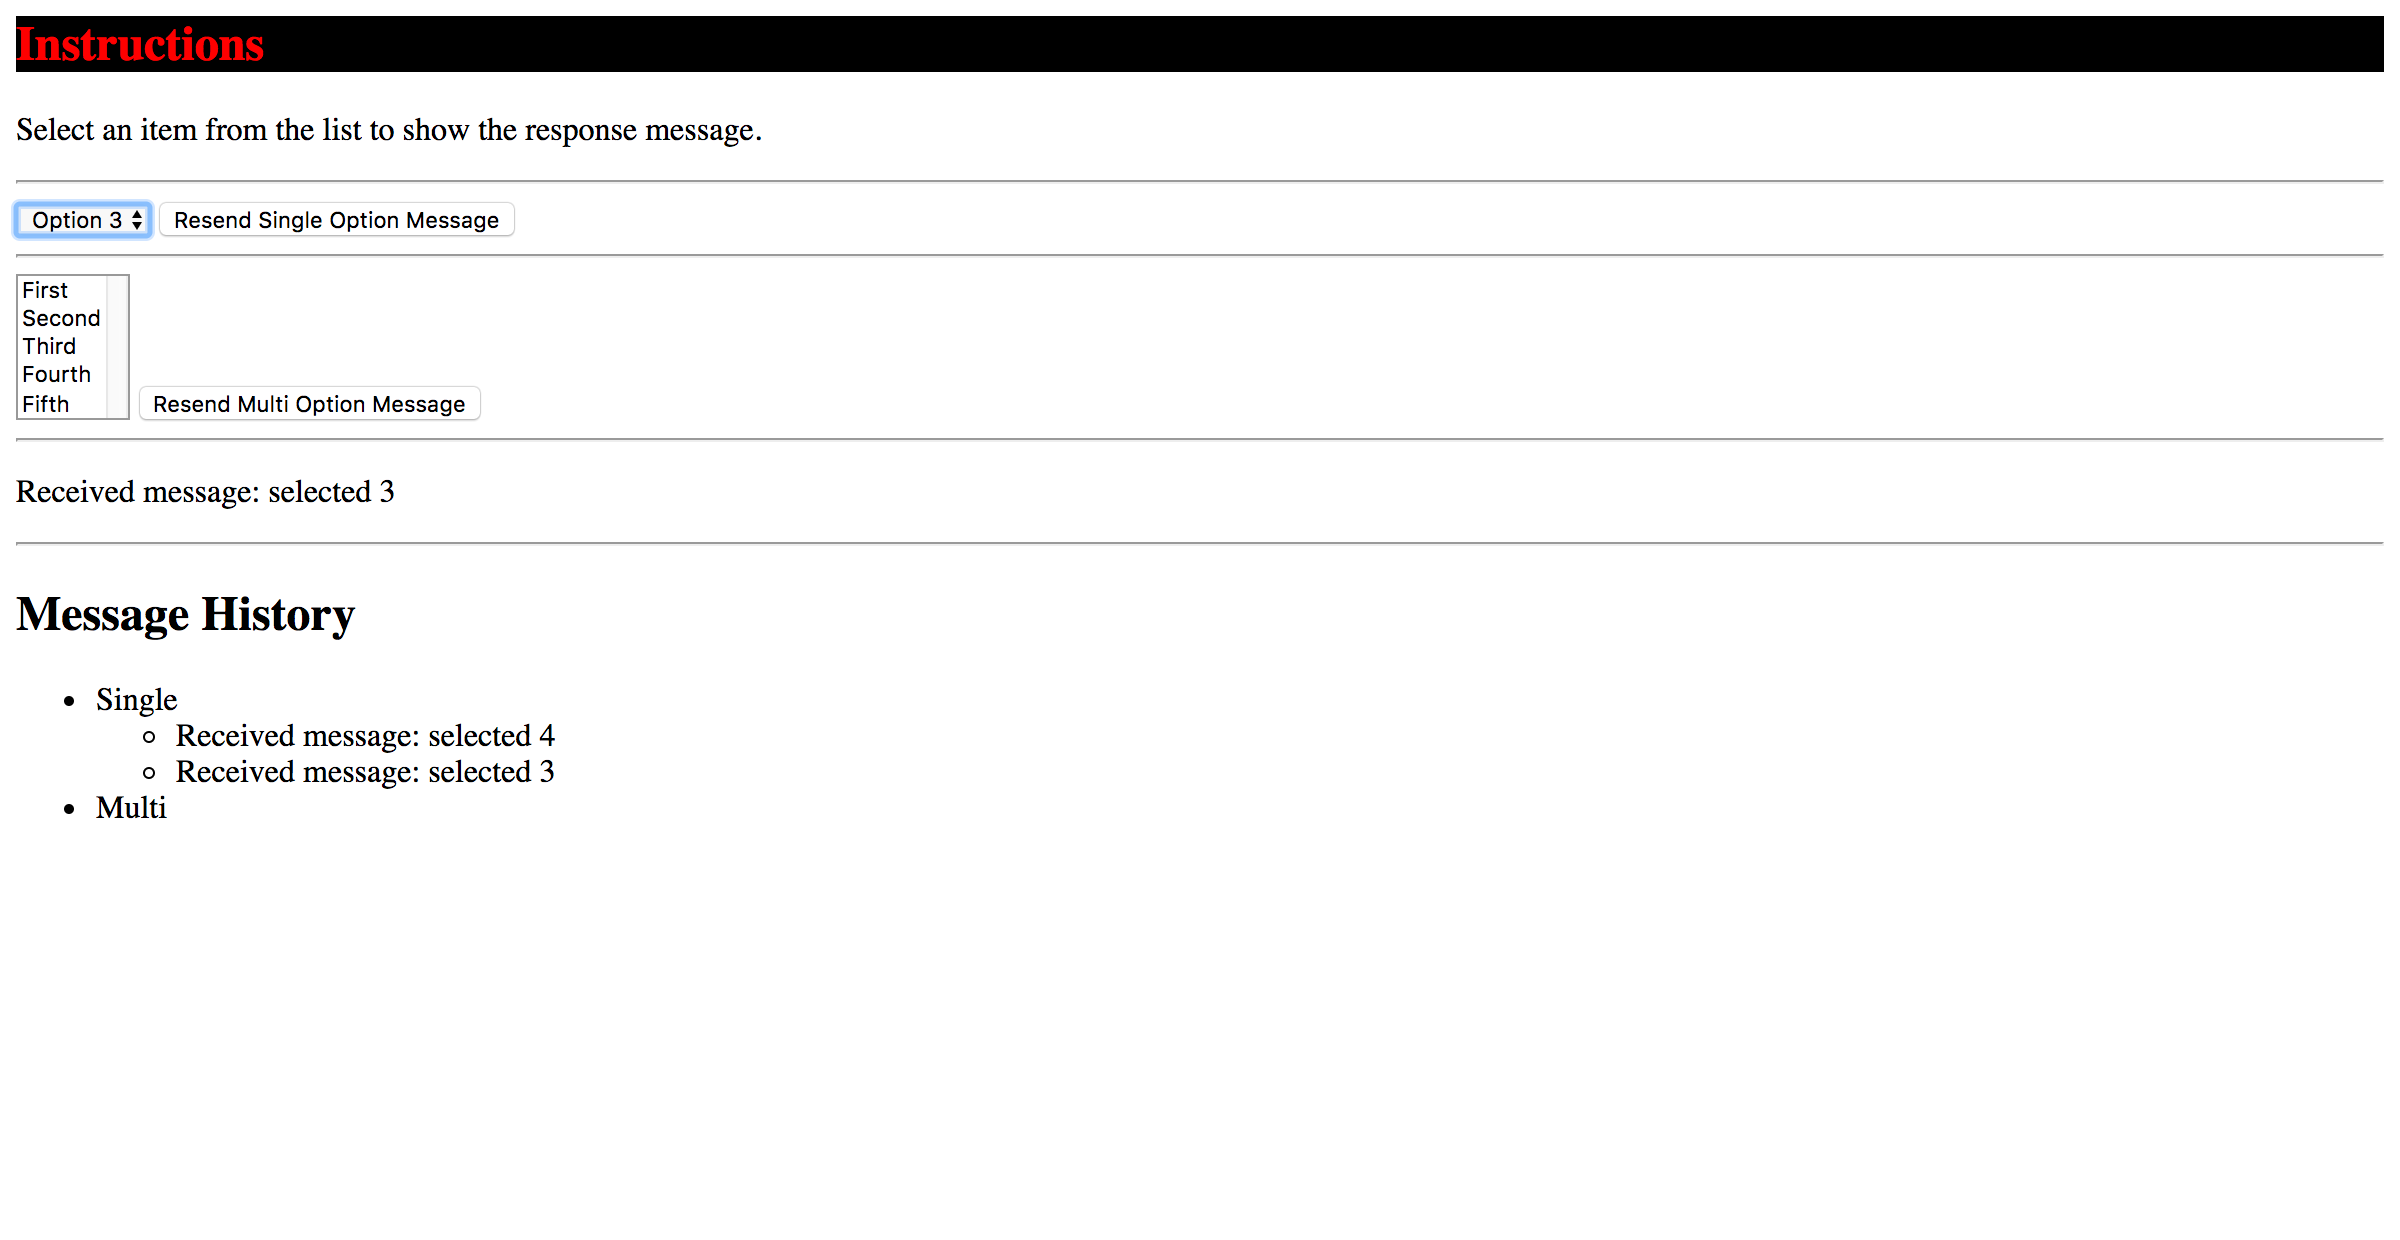 Instructions
Select an item from the list to show the response message.
Option 3 Resend Single Option Message
First
Second
Third
Fourth
Fifth Resend Multi Option Message
Received message: selected 3
Message History
Single
Received message: selected 4
Received message: selected 3
Multi